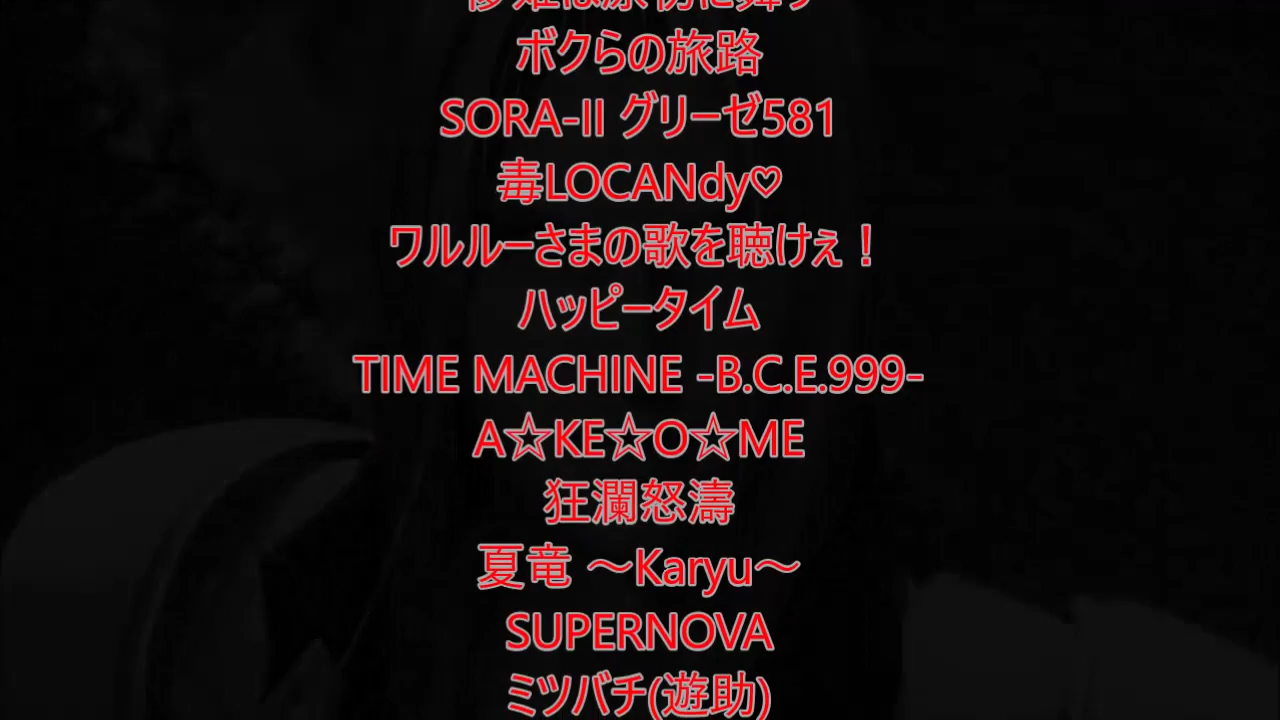 ボクらの旅路
SORA-II グリーゼ581
毒LOCANdy♡
ワルルーさまの歌を聴けぇ！
ハッピータイム
TIME MACHINE -B.C.E.999-
A☆KE☆O☆ME
狂瀾怒濤
夏竜 ～Karyu～
SUPERNOVA
ミツバチ(遊助)